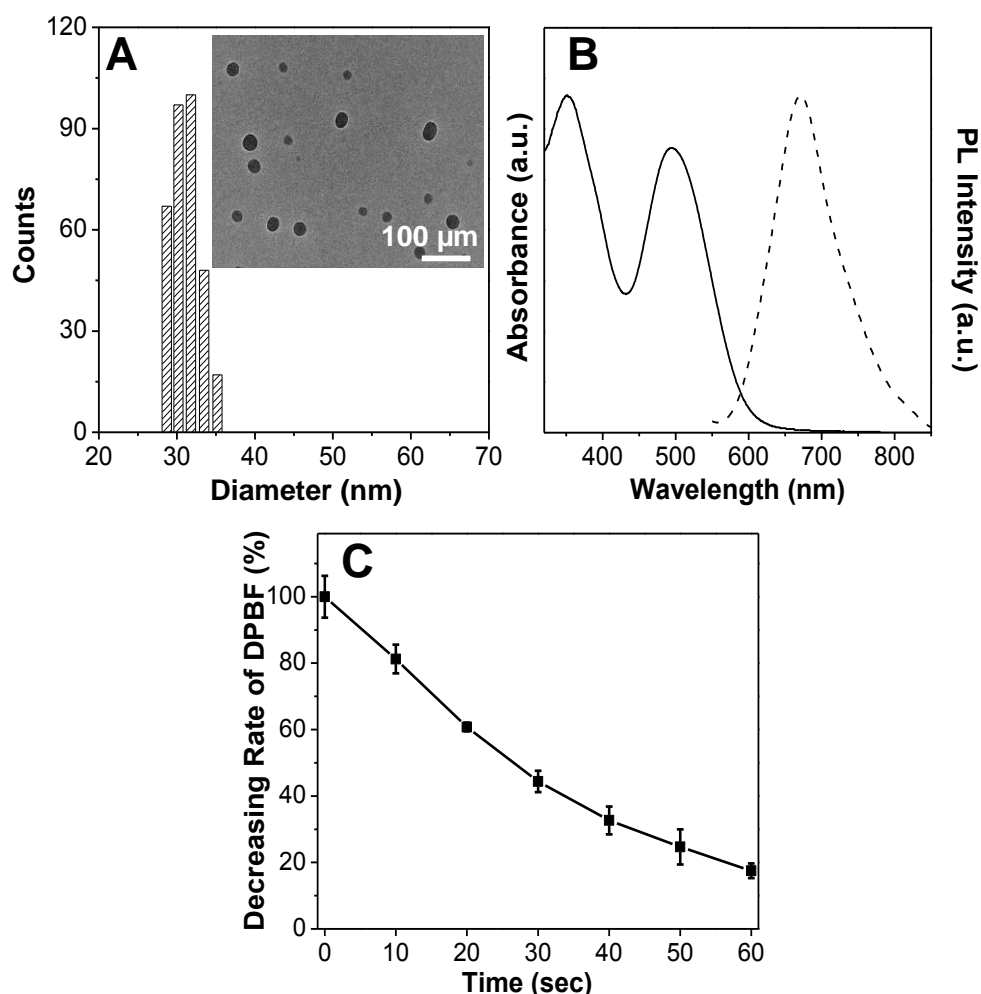 A
100 µm
120
90
60
30
0
Counts
20 30 40 50 60 70
Diameter (nm)
B
Absorbance (a.u.)
PL Intensity (a.u.)
400 500 600 700 800
Wavelength (nm)
C
Decreasing Rate of DPBF (%)
100
80
60
40
20
0
0 10 20 30 40 50 60
Time (sec)